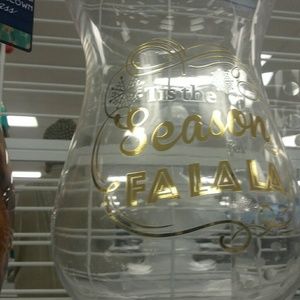 'Tis the
Season
FA LA LA